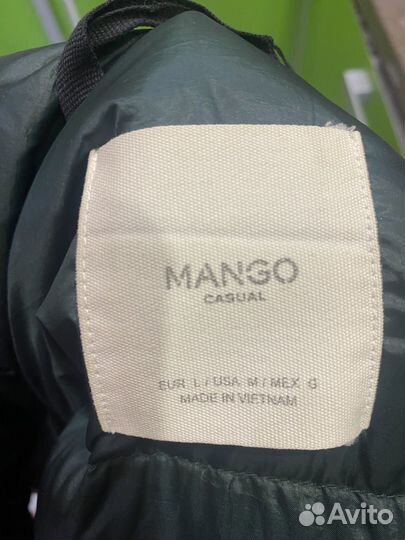 MANGO
CASUAL
EUR L / USA M / MEX G
MADE IN VIETNAM
Avito